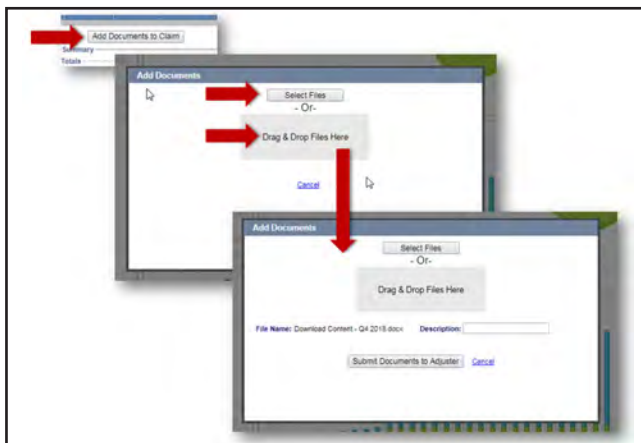 Add Documents to Claim
Summary
Totals
Add Documents
Select Files
- Or-
Drag & Drop Files Here
Cancel
Add Documents
Select Files
- Or-
Drag & Drop Files Here
File Name: Download Content - Q4 2018.docx Description:
Submit Documents to Adjuster Cancel